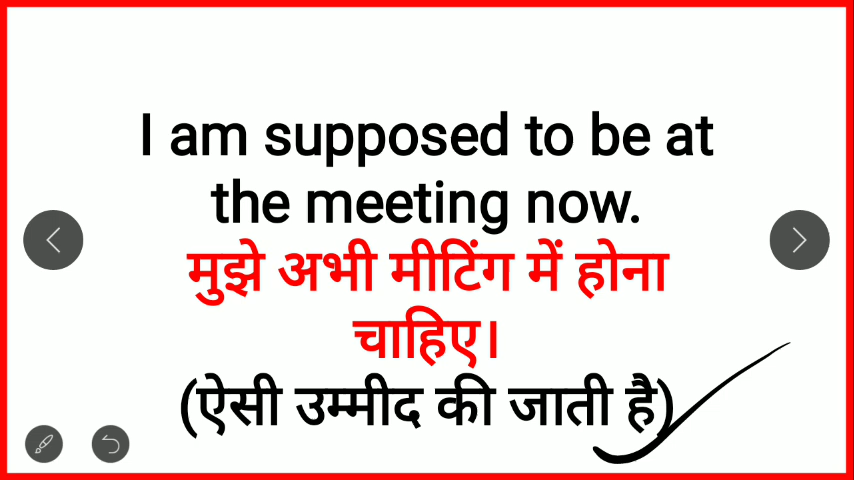 I am supposed to be at
the meeting now.
मुझे अभी मीटिंग में होना
चाहिए।
(ऐसी उम्मीद की जाती है)